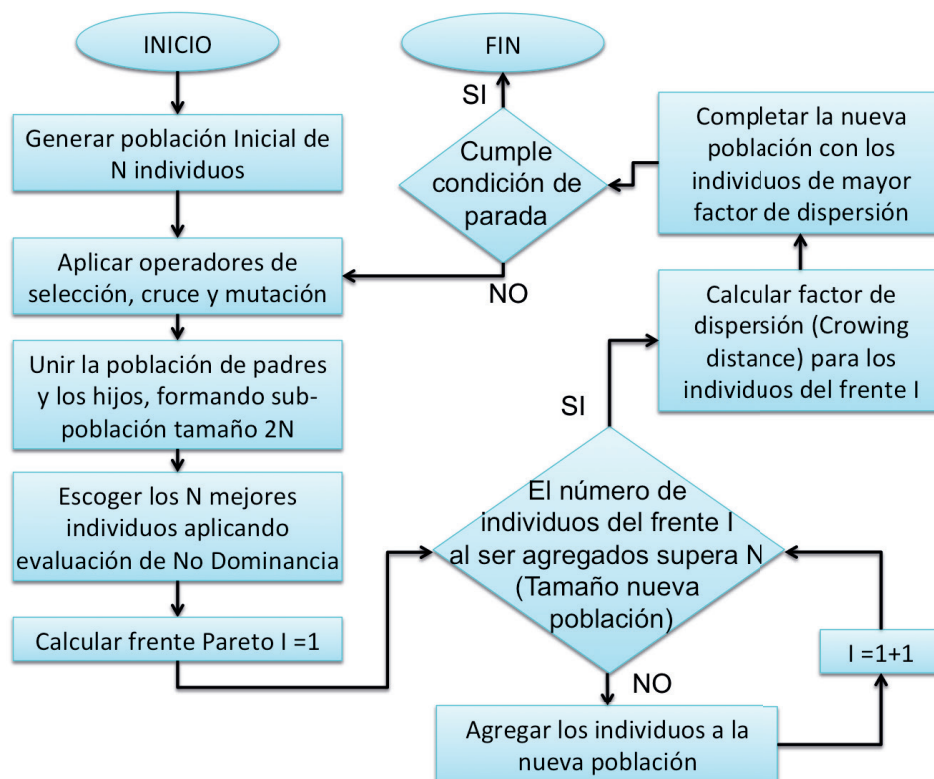 INICIO
Generar población Inicial de
N individuos
Aplicar operadores de
selección, cruce y mutación
Unir la población de padres
y los hijos, formando sub-
población tamaño 2N
Escoger los N mejores
individuos aplicando
evaluación de No Dominancia
Calcular frente Pareto I =1
El número de
individuos del frente I
al ser agregados supera N
(Tamaño nueva
población)
NO
Agregar los individuos a la
nueva población
I =1+1
SI
Calcular factor de
dispersión (Crowing
distance) para los
individuos del frente I
Completar la nueva
población con los
individuos de mayor
factor de dispersión
Cumple
condición de
parada
NO
SI
FIN